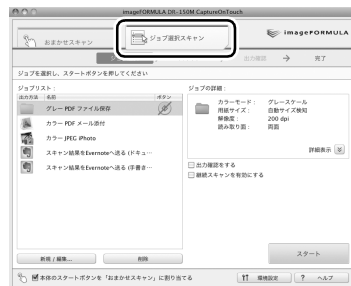 imageFORMULA DR-150M CaptureOnTouch
おまかせスキャン
ジョブ選択スキャン
imageFORMULA
出力確認 → 完了
ジョブを選択し、スタートボタンを押してください
ジョブリスト：
出力方法 名前 ボタン
グレー PDF ファイル保存
カラー PDF メール添付
カラー JPEG iPhoto
スキャン結果をEvernoteへ送る (ドキュ…
スキャン結果をEvernoteへ送る (手書き…
新規 / 編集...
削除
ジョブの詳細：
カラーモード： グレースケール
用紙サイズ： 自動サイズ検知
解像度： 200 dpi
読み取り面： 両面
詳細表示
出力確認をする
継続スキャンを有効にする
スタート
本体のスタートボタンを「おまかせスキャン」に割り当てる
環境設定
? ヘルプ